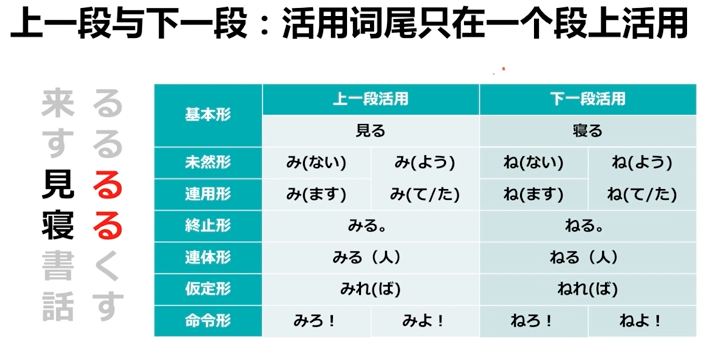 上一段与下一段：活用词尾只在一个段上活用
来る
する
見る
寝る
書く
話す
基本形 上一段活用 下一段活用
見る 寝る
未然形 み(ない) み(よう) ね(ない) ね(よう)
連用形 み(ます) み(て/た) ね(ます) ね(て/た)
終止形 みる。 ねる。
連体形 みる（人） ねる（人）
仮定形 みれ(ば) ねれ(ば)
命令形 みろ！ みよ！ ねろ！ ねよ！